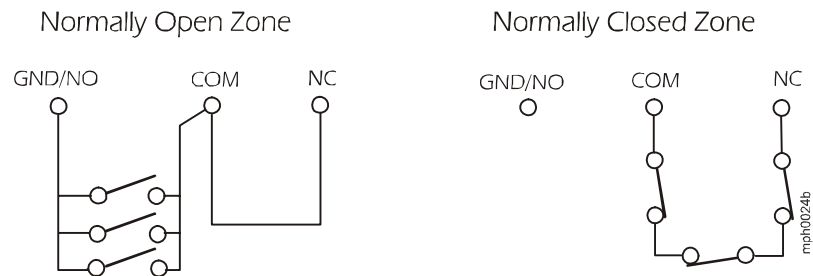 Normally Open Zone
GND/NO COM NC
Normally Closed Zone
GND/NO COM NC
mph0024b